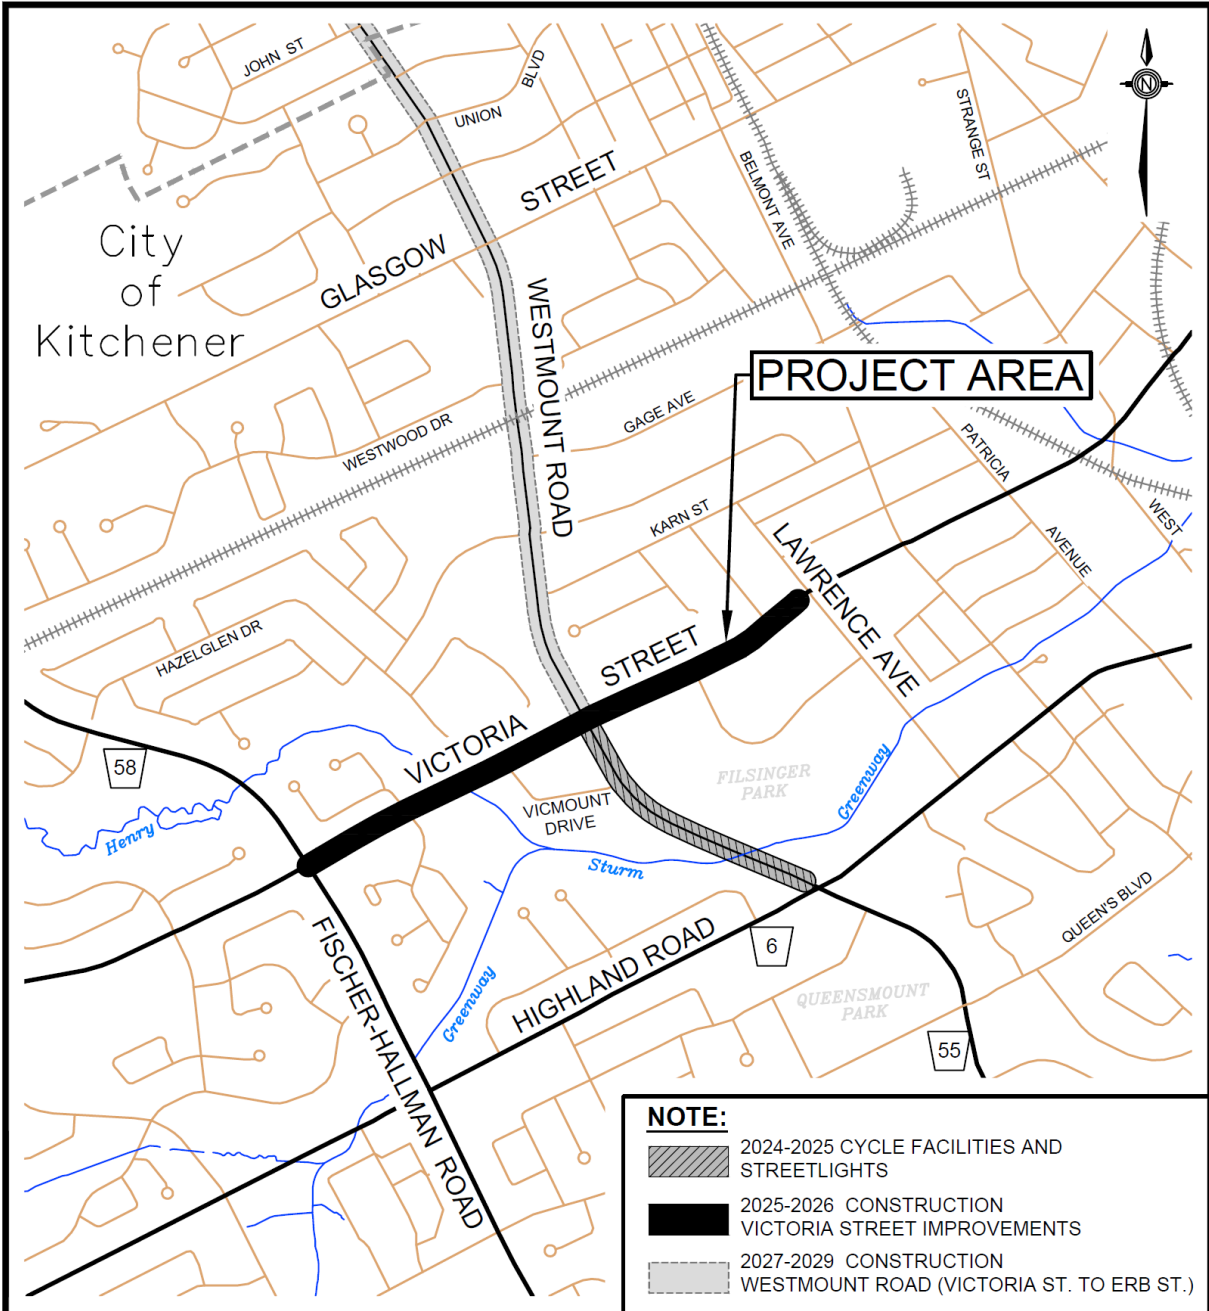 JOHN ST
UNION
BLVD
STRANGE ST
N
BELMONT AVE
GLASGOW
STREET
City
of
Kitchener
WESTMOUNT ROAD
PROJECT AREA
GAGE AVE
WESTWOOD DR
PATRICIA
AVENUE
WEST
KARN ST
LAWRENCE AVE
HAZELGLEN DR
VICTORIA
STREET
58
Henry
VICMOUNT
DRIVE
FILSINGER
PARK
Greenway
Sturm
QUEEN'S BLVD
FISCHER-HALLMAN ROAD
HIGHLAND ROAD
6
Greenway
QUEENSMOUNT
PARK
55
NOTE:
2024-2025 CYCLE FACILITIES AND
STREETLIGHTS
2025-2026 CONSTRUCTION
VICTORIA STREET IMPROVEMENTS
2027-2029 CONSTRUCTION
WESTMOUNT ROAD (VICTORIA ST. TO ERB ST.)